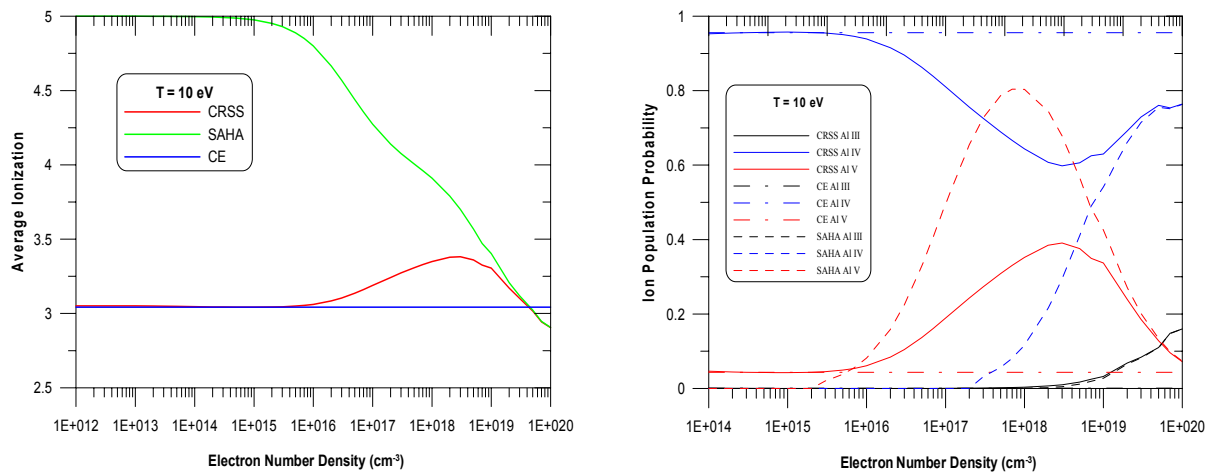 5
4.5
4
3.5
3
2.5
Average Ionization
T = 10 eV
CRSS
SAHA
CE
1E+012 1E+013 1E+014 1E+015 1E+016 1E+017 1E+018 1E+019 1E+020
Electron Number Density (cm-3)
1
0.8
0.6
0.4
0.2
0
Ion Population Probability
T = 10 eV
CRSS Al III
CRSS Al IV
CRSS Al V
CE Al III
CE Al IV
CE Al V
SAHA Al III
SAHA Al IV
SAHA Al V
1E+014 1E+015 1E+016 1E+017 1E+018 1E+019 1E+020
Electron Number Density (cm-3)